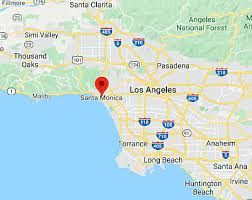 Fillmore
Santa Clarita
Angeles
National Forest
Simi Valley
Thousand
Oaks
Pasadena
Malibu
Santa Monica
Los Angeles
Torrance
Anaheim
Long Beach
Huntington
Beach